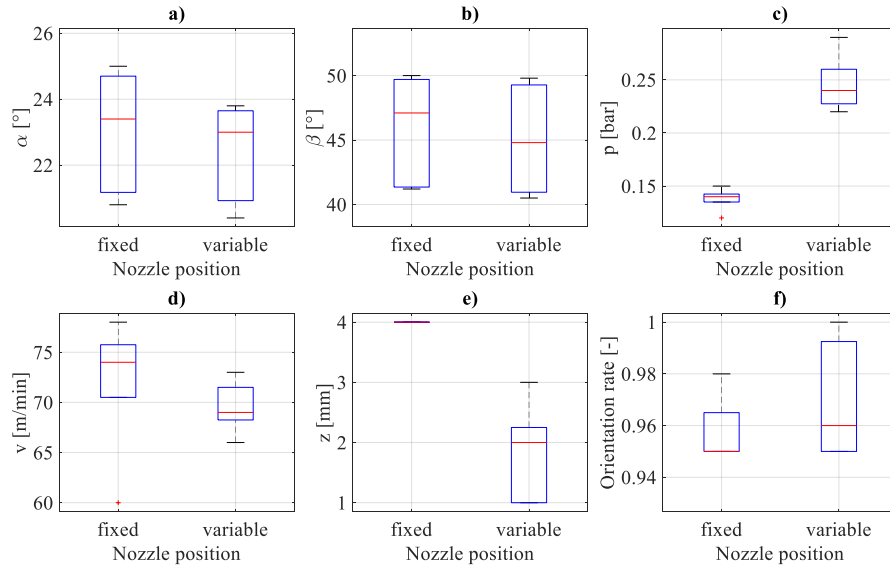 a)
26
24
22
α [°]
fixed
variable
Nozzle position
b)
50
45
40
β [°]
fixed
variable
Nozzle position
c)
0.25
0.2
0.15
p [bar]
fixed
variable
Nozzle position
d)
75
70
65
60
v [m/min]
fixed
variable
Nozzle position
e)
4
3
2
1
z [mm]
fixed
variable
Nozzle position
f)
1
0.98
0.96
0.94
Orientation rate [-]
fixed
variable
Nozzle position